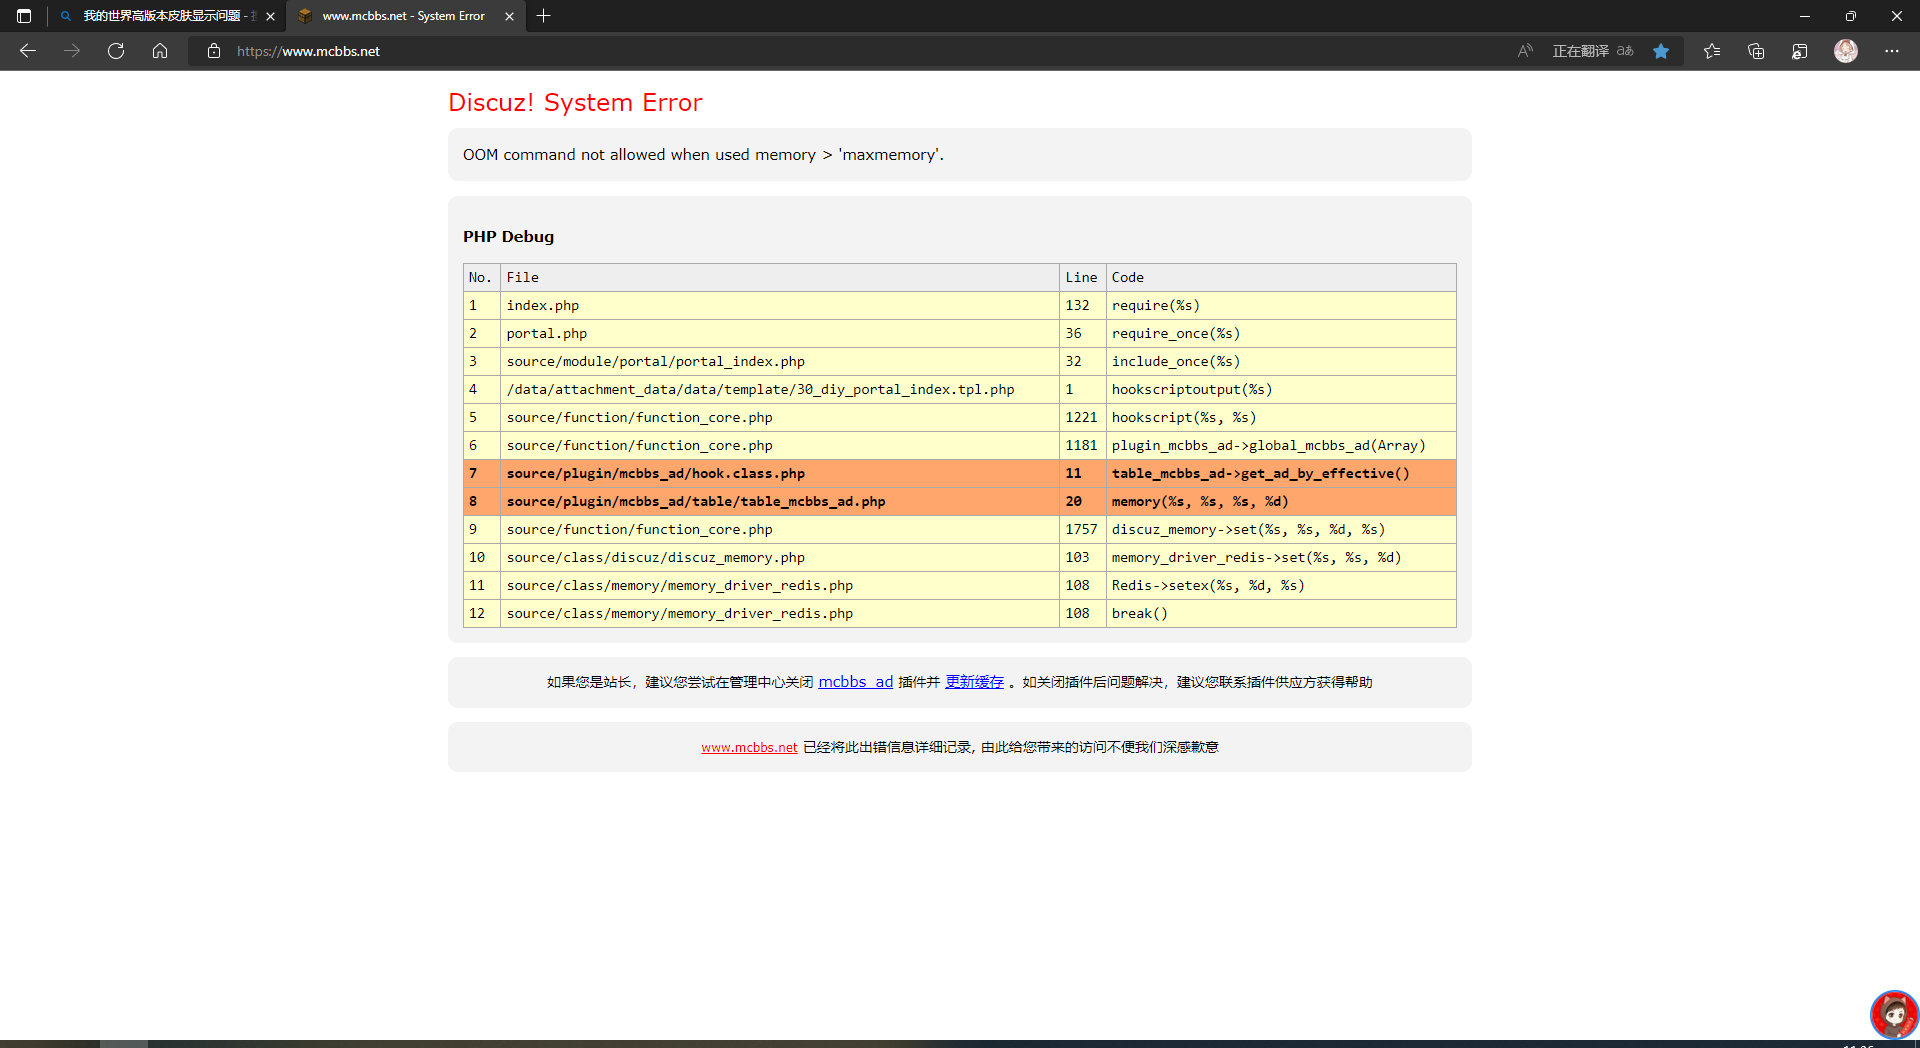 我的世界高版本皮肤显示问题 -
www.mcbbs.net - System Error
https://www.mcbbs.net
正在翻译
Discuz! System Error
OOM command not allowed when used memory > 'maxmemory'.
PHP Debug
No. File Line Code
1 index.php 132 require(%s)
2 portal.php 36 require_once(%s)
3 source/module/portal/portal_index.php 32 include_once(%s)
4 /data/attachment_data/data/template/30_diy_portal_index.tpl.php 1 hookscriptoutput(%s)
5 source/function/function_core.php 1221 hookscript(%s, %s)
6 source/function/function_core.php 1181 plugin_mcbbs_ad->global_mcbbs_ad(Array)
7 source/plugin/mcbbs_ad/hook.class.php 11 table_mcbbs_ad->get_ad_by_effective()
8 source/plugin/mcbbs_ad/table/table_mcbbs_ad.php 20 memory(%s, %s, %s, %d)
9 source/function/function_core.php 1757 discuz_memory->set(%s, %s, %d, %s)
10 source/class/discuz/discuz_memory.php 103 memory_driver_redis->set(%s, %s, %d)
11 source/class/memory/memory_driver_redis.php 108 Redis->setex(%s, %d, %s)
12 source/class/memory/memory_driver_redis.php 108 break()
如果您是站长，建议您尝试在管理中心关闭 mcbbs_ad 插件并 更新缓存 。如关闭插件后问题解决，建议您联系插件供应方获得帮助
www.mcbbs.net 已经将此出错信息详细记录, 由此给您带来的访问不便我们深感歉意